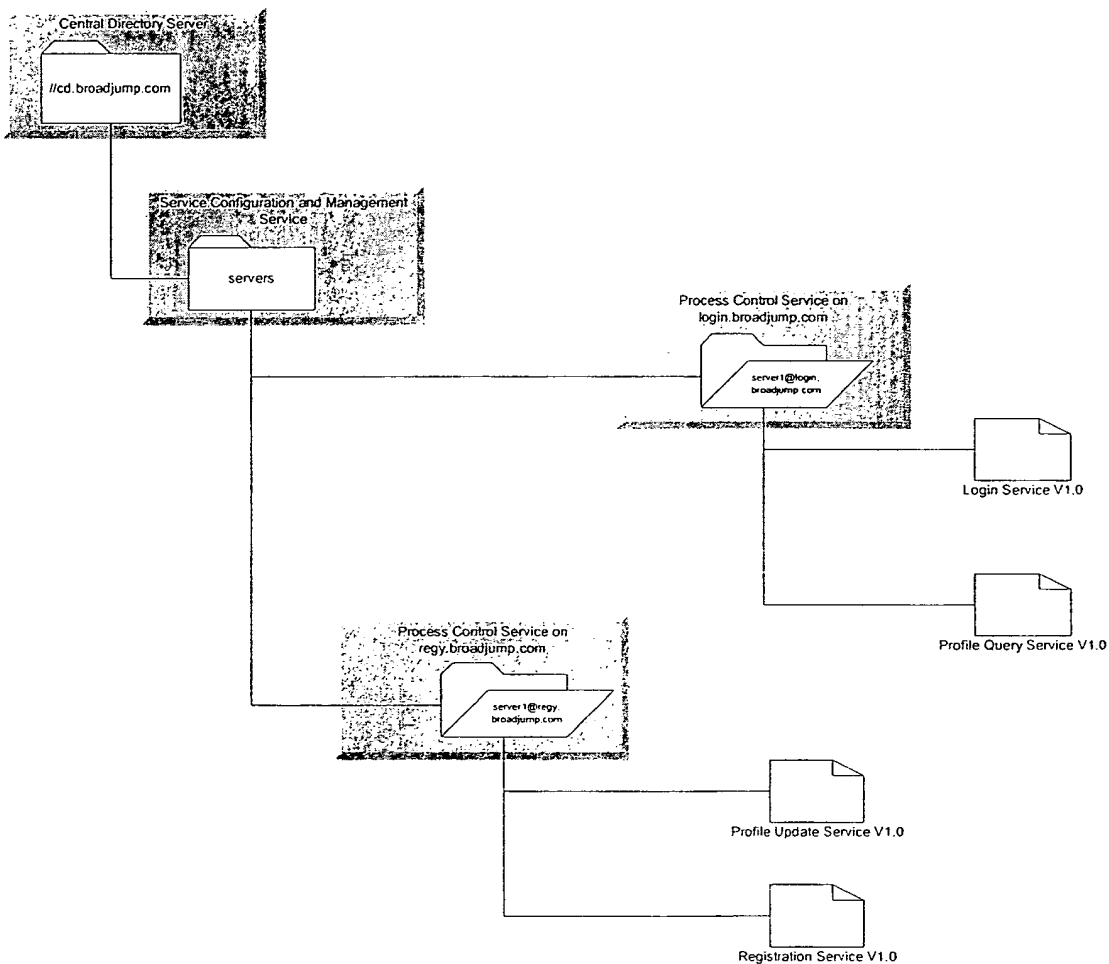 Central Directory Server
//cd.broadjump.com
Service Configuration and Management
Service
servers
Process Control Service on
login.broadjump.com
server1@login.
broadjump.com
Login Service V1.0
Profile Query Service V1.0
Process Control Service on
regy.broadjump.com
server1@regy.
broadjump.com
Profile Update Service V1.0
Registration Service V1.0